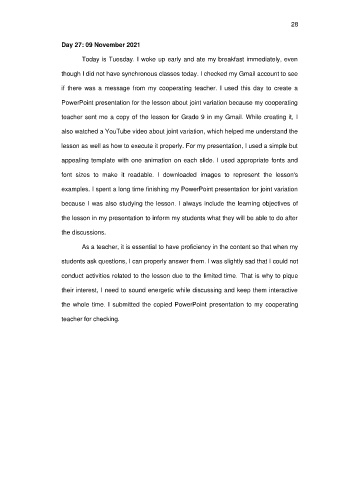 28
Day 27: 09 November 2021
Today is Tuesday. I woke up early and ate my breakfast immediately, even
though I did not have synchronous classes today. I checked my Gmail account to see
if there was a message from my cooperating teacher. I used this day to create a
PowerPoint presentation for the lesson about joint variation because my cooperating
teacher sent me a copy of the lesson for Grade 9 in my Gmail. While creating it, I
also watched a YouTube video about joint variation, which helped me understand the
lesson as well as how to execute it properly. For my presentation, I used a simple but
appealing template with one animation on each slide. I used appropriate fonts and
font sizes to make it readable. I downloaded images to represent the lesson's
examples. I spent a long time finishing my PowerPoint presentation for joint variation
because I was also studying the lesson. I always include the learning objectives of
the lesson in my presentation to inform my students what they will be able to do after
the discussions.
As a teacher, it is essential to have proficiency in the content so that when my
students ask questions, I can properly answer them. I was slightly sad that I could not
conduct activities related to the lesson due to the limited time. That is why to pique
their interest, I need to sound energetic while discussing and keep them interactive
the whole time. I submitted the copied PowerPoint presentation to my cooperating
teacher for checking.